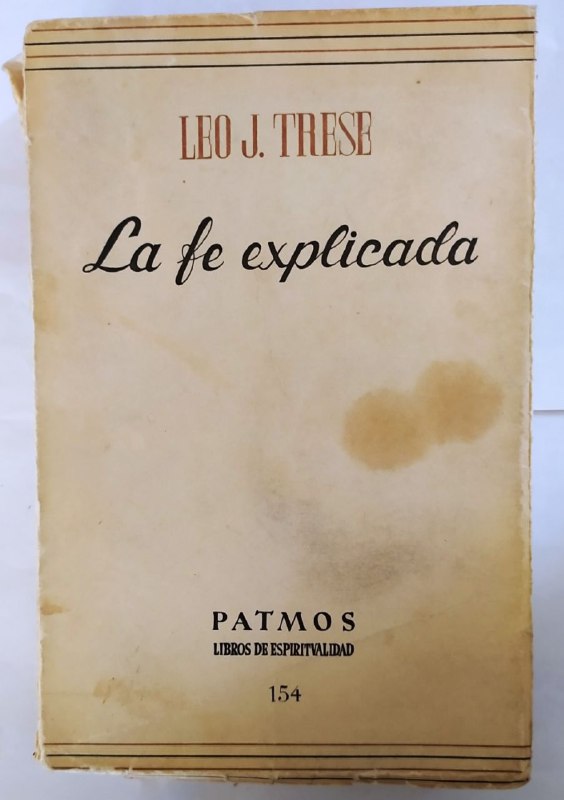 LEO J. TRESE
La fe explicada
PATMOS
LIBROS DE ESPIRITVALIDAD
154